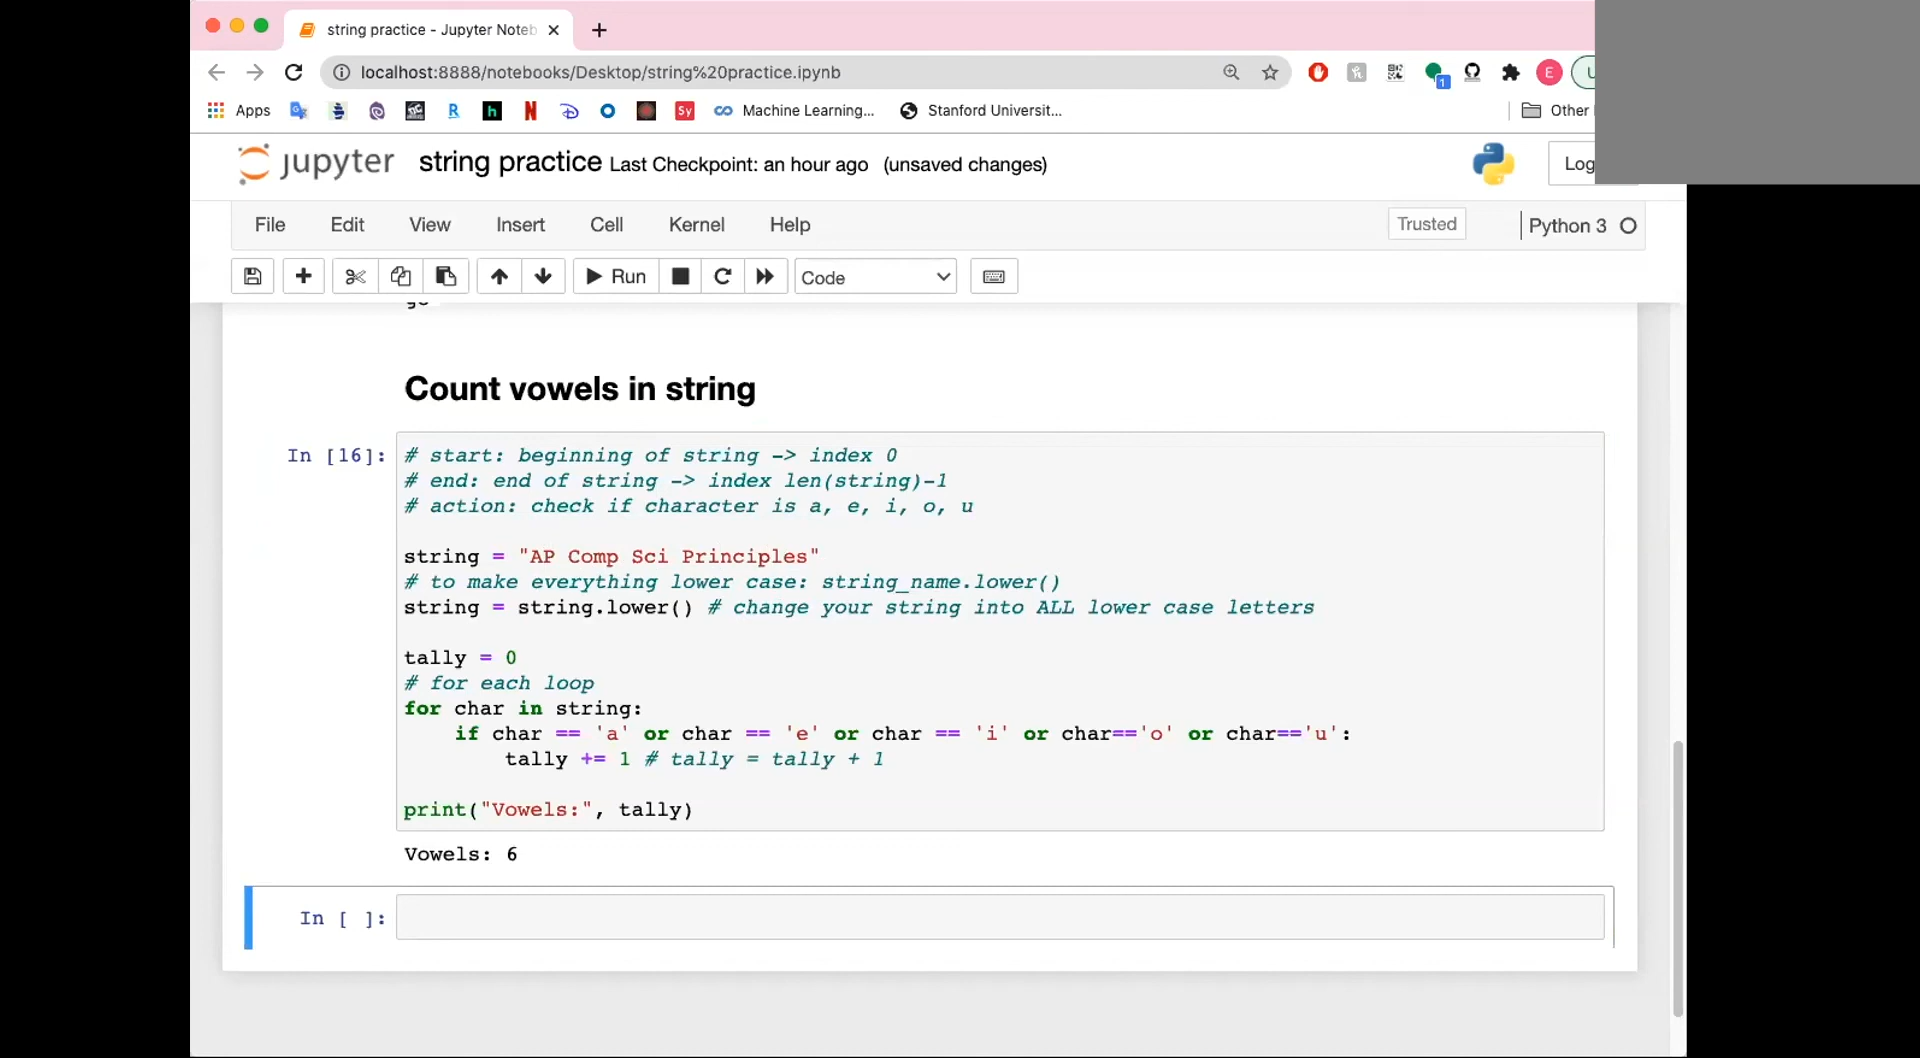 string practice - Jupyter Noteb
localhost:8888/notebooks/Desktop/string%20practice.ipynb
E
Apps
Machine Learning...
Stanford Universit...
Other
jupyter string practice Last Checkpoint: an hour ago (unsaved changes)
Log
File Edit View Insert Cell Kernel Help Trusted Python 3
Run Code
Count vowels in string
In [16]:
# start: beginning of string -> index 0
# end: end of string -> index len(string)-1
# action: check if character is a, e, i, o, u
string = "AP Comp Sci Principles"
# to make everything lower case: string_name.lower()
string = string.lower() # change your string into ALL lower case letters
tally = 0
# for each loop
for char in string:
    if char == 'a' or char == 'e' or char == 'i' or char=='o' or char=='u':
        tally += 1 # tally = tally + 1
print("Vowels:", tally)
Vowels: 6
In [ ]: